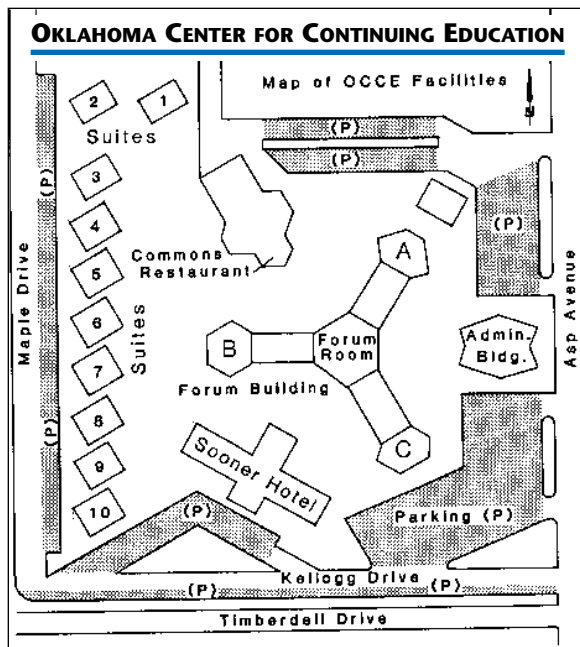 OKLAHOMA CENTER FOR CONTINUING EDUCATION
Map of OCCE Facilities
2
1
Suites
(P)
(P)
(P)
3
4
5
6
7
8
9
10
Maple Drive
Suites
(P)
Commons
Restaurant
A
B
C
Forum
Room
Forum Building
(P)
Admin.
Bldg.
Asp Avenue
Sooner Hotel
(P)
Parking (P)
Kellogg Drive
(P)
(P)
Timberdell Drive